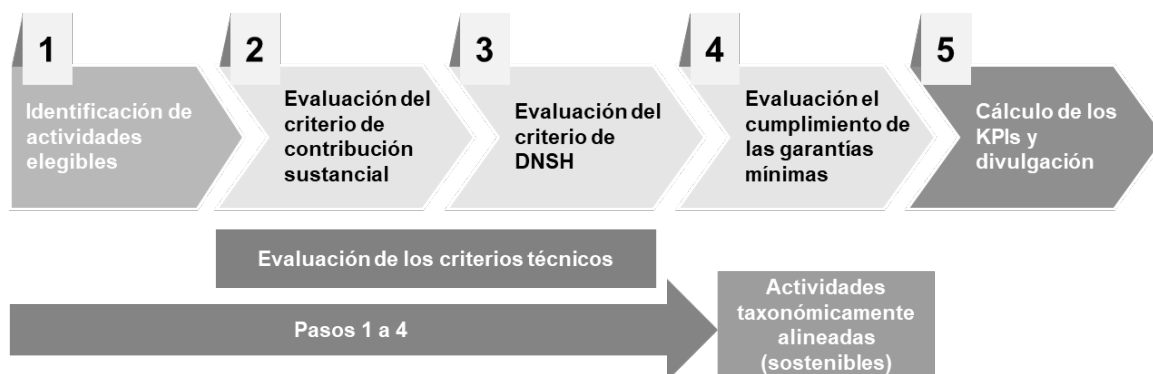 1
Identificación de
actividades
elegibles
2
Evaluación del
criterio de
contribución
sustancial
3
Evaluación del
criterio de
DNSH
4
Evaluación el
cumplimiento de
las garantías
mínimas
5
Cálculo de los
KPIs y
divulgación
Evaluación de los criterios técnicos
Pasos 1 a 4
Actividades
taxonómicamente
alineadas
(sostenibles)